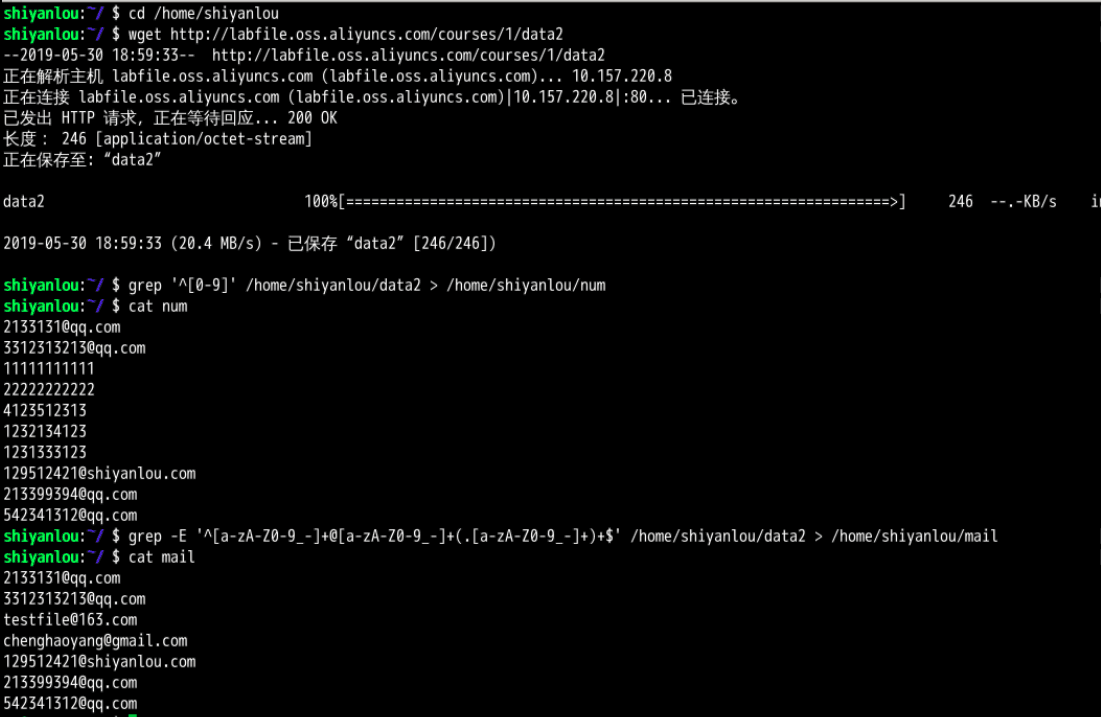 shiyanlou:~/ $ cd /home/shiyanlou
shiyanlou:~/ $ wget http://labfile.oss.aliyuncs.com/courses/1/data2
--2019-05-30 18:59:33--  http://labfile.oss.aliyuncs.com/courses/1/data2
正在解析主机 labfile.oss.aliyuncs.com (labfile.oss.aliyuncs.com)... 10.157.220.8
正在连接 labfile.oss.aliyuncs.com (labfile.oss.aliyuncs.com)|10.157.220.8|:80... 已连接。
已发出 HTTP 请求，正在等待回应... 200 OK
长度： 246 [application/octet-stream]
正在保存至: “data2”
data2 100%[=================================================================>] 246 --.-KB/s
2019-05-30 18:59:33 (20.4 MB/s) - 已保存 “data2” [246/246])
shiyanlou:~/ $ grep '^[0-9]' /home/shiyanlou/data2 > /home/shiyanlou/num
shiyanlou:~/ $ cat num
2133131@qq.com
3312313213@qq.com
11111111111
22222222222
4123512313
1232134123
1231333123
129512421@shiyanlou.com
213399394@qq.com
542341312@qq.com
shiyanlou:~/ $ grep -E '^[a-zA-Z0-9_-]+@[a-zA-Z0-9_-]+(.[a-zA-Z0-9_-]+)+$' /home/shiyanlou/data2 > /home/shiyanlou/mail
shiyanlou:~/ $ cat mail
2133131@qq.com
3312313213@qq.com
testfile@163.com
chenghaoyang@gmail.com
129512421@shiyanlou.com
213399394@qq.com
542341312@qq.com